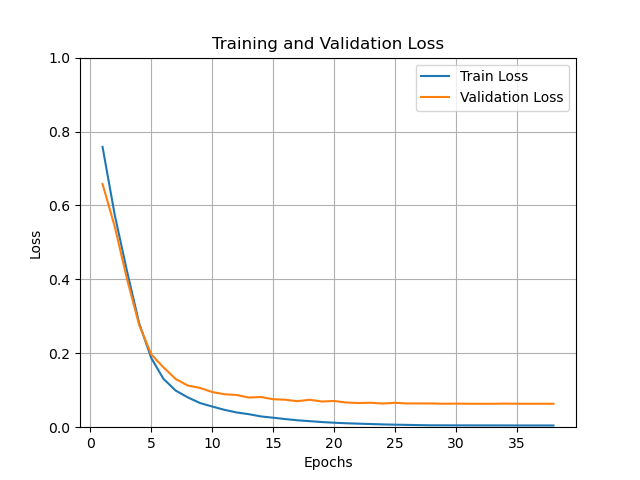 Training and Validation Loss
1.0
0.8
0.6
0.4
0.2
0.0
Loss
Train Loss
Validation Loss
0 5 10 15 20 25 30 35
Epochs